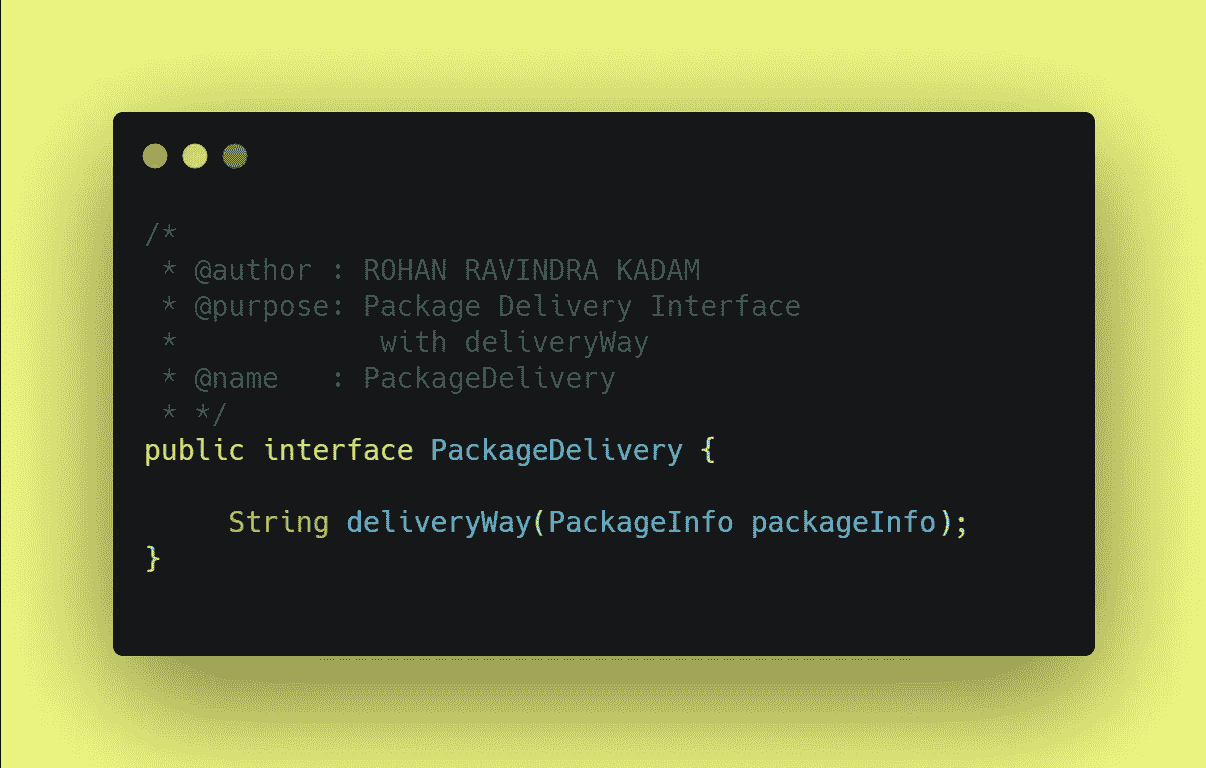 /*
 * @author : ROHAN RAVINDRA KADAM
 * @purpose: Package Delivery Interface
 *            with deliveryWay
 * @name   : PackageDelivery
 * */
public interface PackageDelivery {
     String deliveryWay(PackageInfo packageInfo);
}